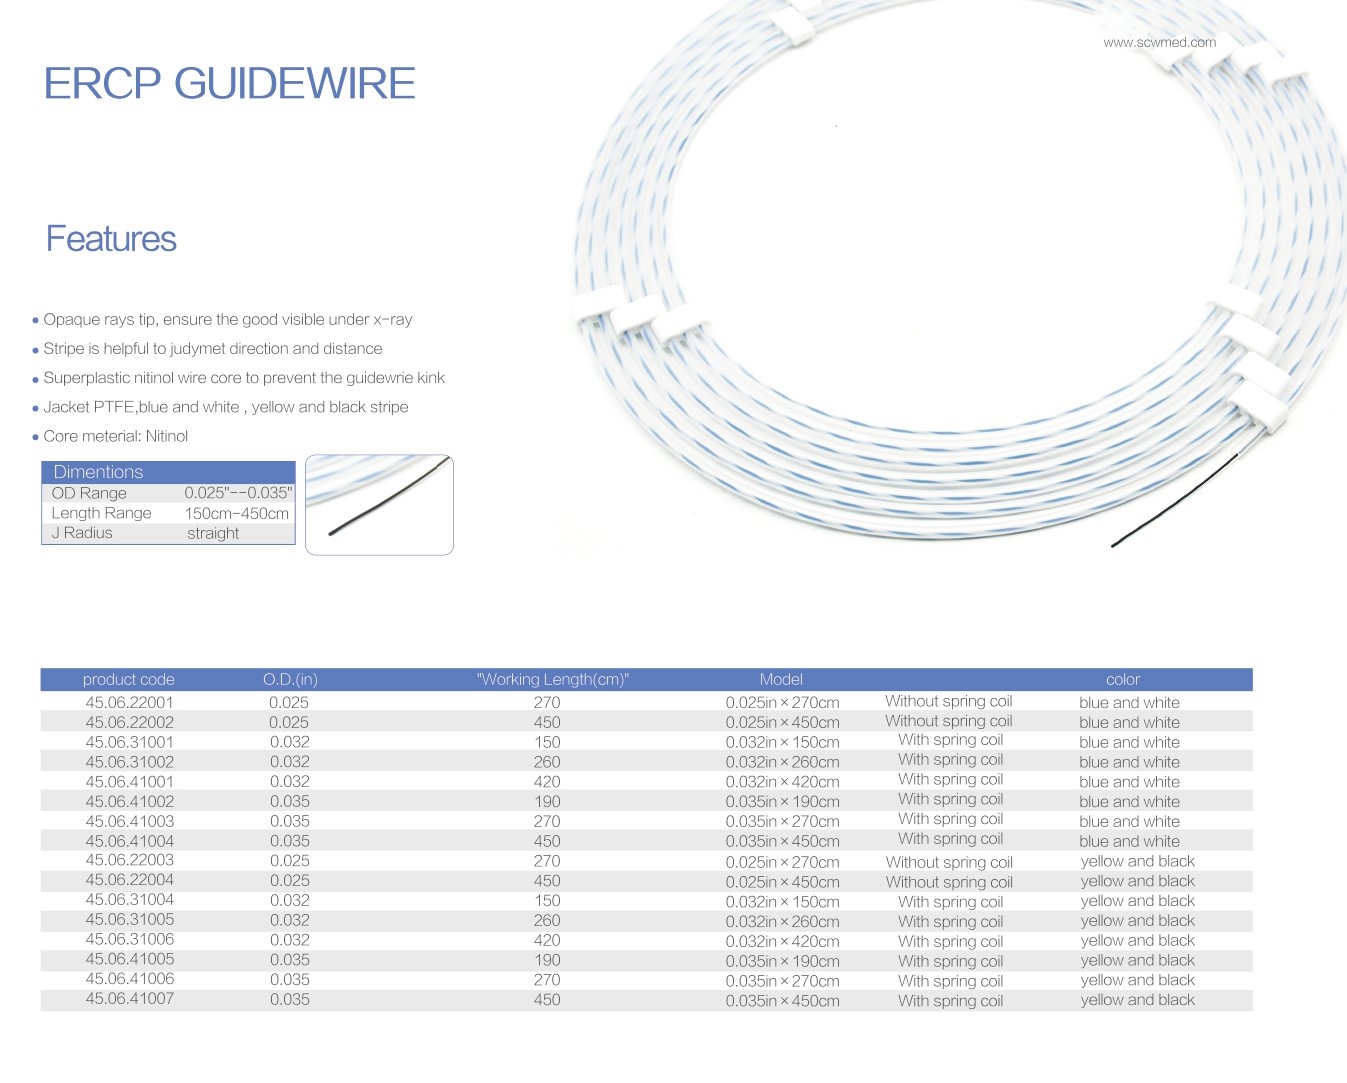 www.scwmed.com
ERCP GUIDEWIRE
Features
• Opaque rays tip, ensure the good visible under x-ray
• Stripe is helpful to judymet direction and distance
• Superplastic nitinol wire core to prevent the guidewrie kink
• Jacket PTFE,blue and white , yellow and black stripe
• Core meterial: Nitinol
Dimentions
OD Range 0.025"--0.035"
Length Range 150cm-450cm
J Radius straight
product code O.D.(in) "Working Length(cm)" Model color
45.06.22001 0.025 270 0.025in×270cm Without spring coil blue and white
45.06.22002 0.025 450 0.025in×450cm Without spring coil blue and white
45.06.31001 0.032 150 0.032in×150cm With spring coil blue and white
45.06.31002 0.032 260 0.032in×260cm With spring coil blue and white
45.06.41001 0.032 420 0.032in×420cm With spring coil blue and white
45.06.41002 0.035 190 0.035in×190cm With spring coil blue and white
45.06.41003 0.035 270 0.035in×270cm With spring coil blue and white
45.06.41004 0.035 450 0.035in×450cm With spring coil blue and white
45.06.22003 0.025 270 0.025in×270cm Without spring coil yellow and black
45.06.22004 0.025 450 0.025in×450cm Without spring coil yellow and black
45.06.31004 0.032 150 0.032in×150cm With spring coil yellow and black
45.06.31005 0.032 260 0.032in×260cm With spring coil yellow and black
45.06.31006 0.032 420 0.032in×420cm With spring coil yellow and black
45.06.41005 0.035 190 0.035in×190cm With spring coil yellow and black
45.06.41006 0.035 270 0.035in×270cm With spring coil yellow and black
45.06.41007 0.035 450 0.035in×450cm With spring coil yellow and black